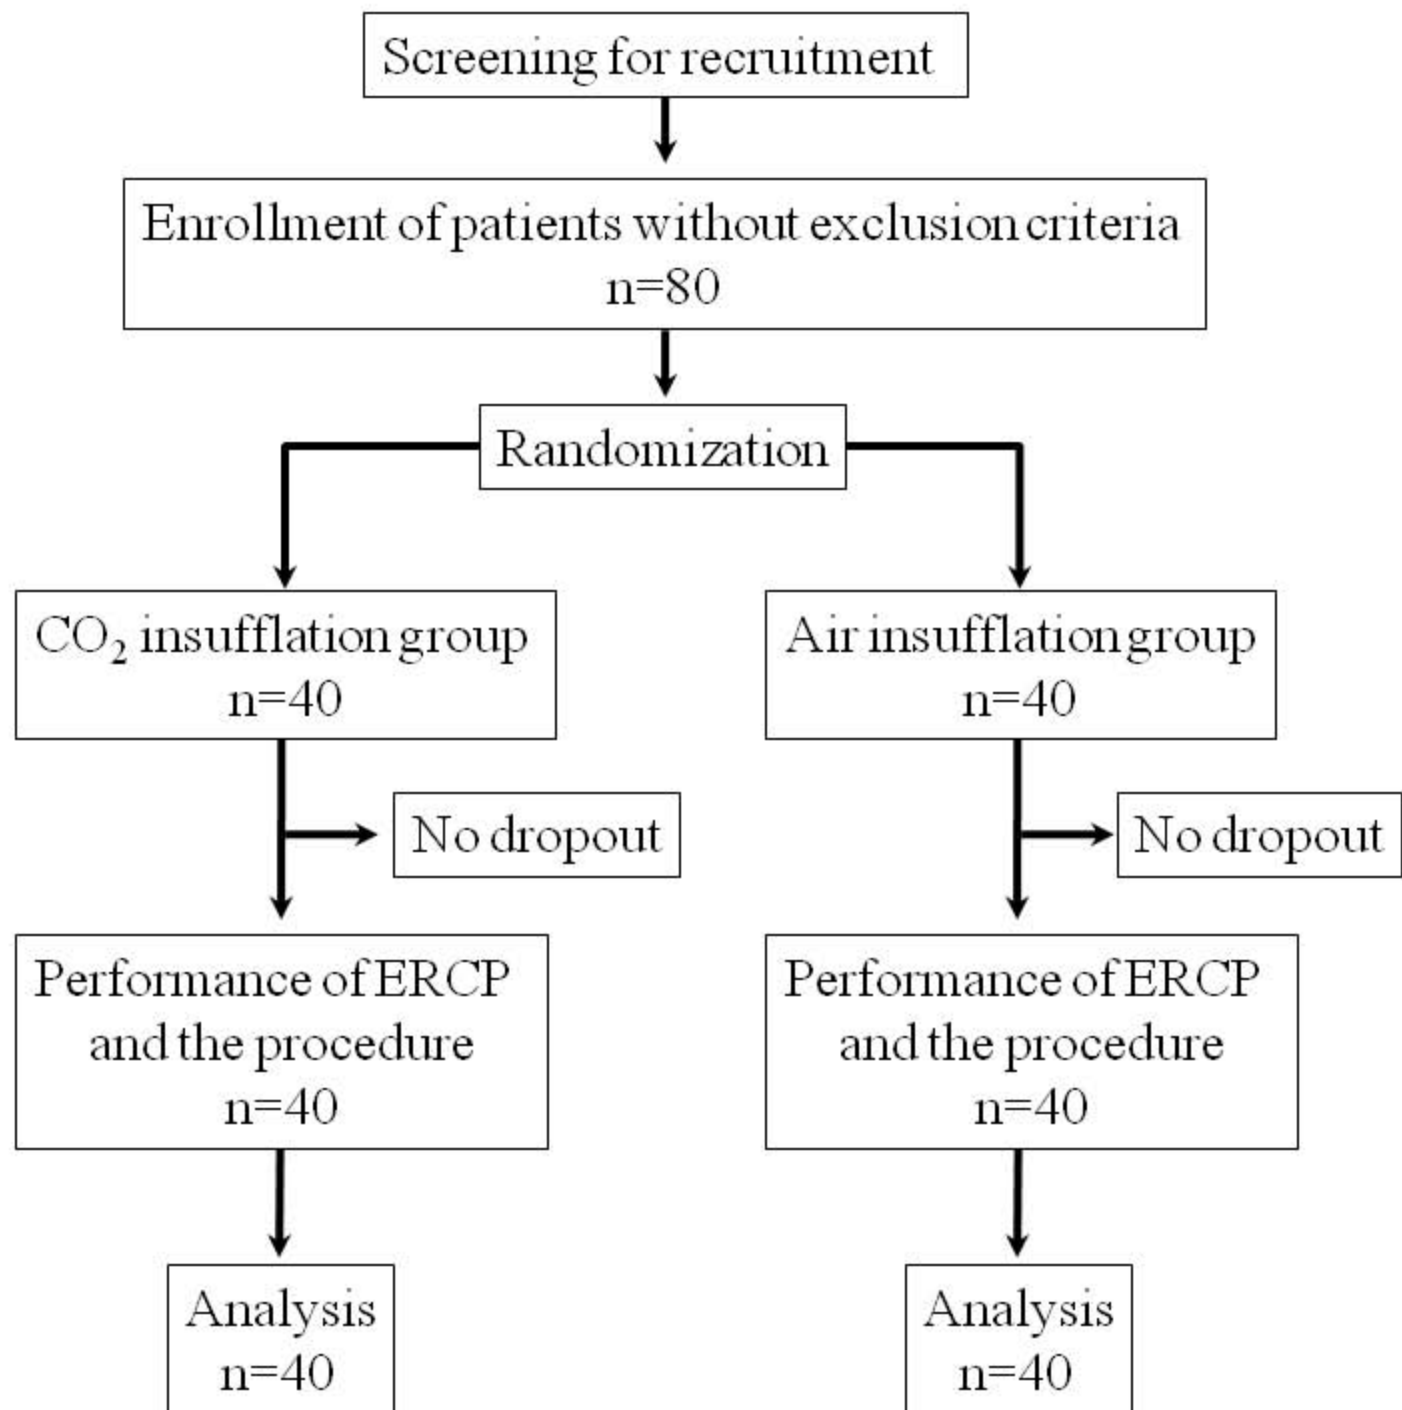 Screening for recruitment
Enrollment of patients without exclusion criteria
n=80
Randomization
CO₂ insufflation group
n=40
Air insufflation group
n=40
No dropout
No dropout
Performance of ERCP
and the procedure
n=40
Performance of ERCP
and the procedure
n=40
Analysis
n=40
Analysis
n=40